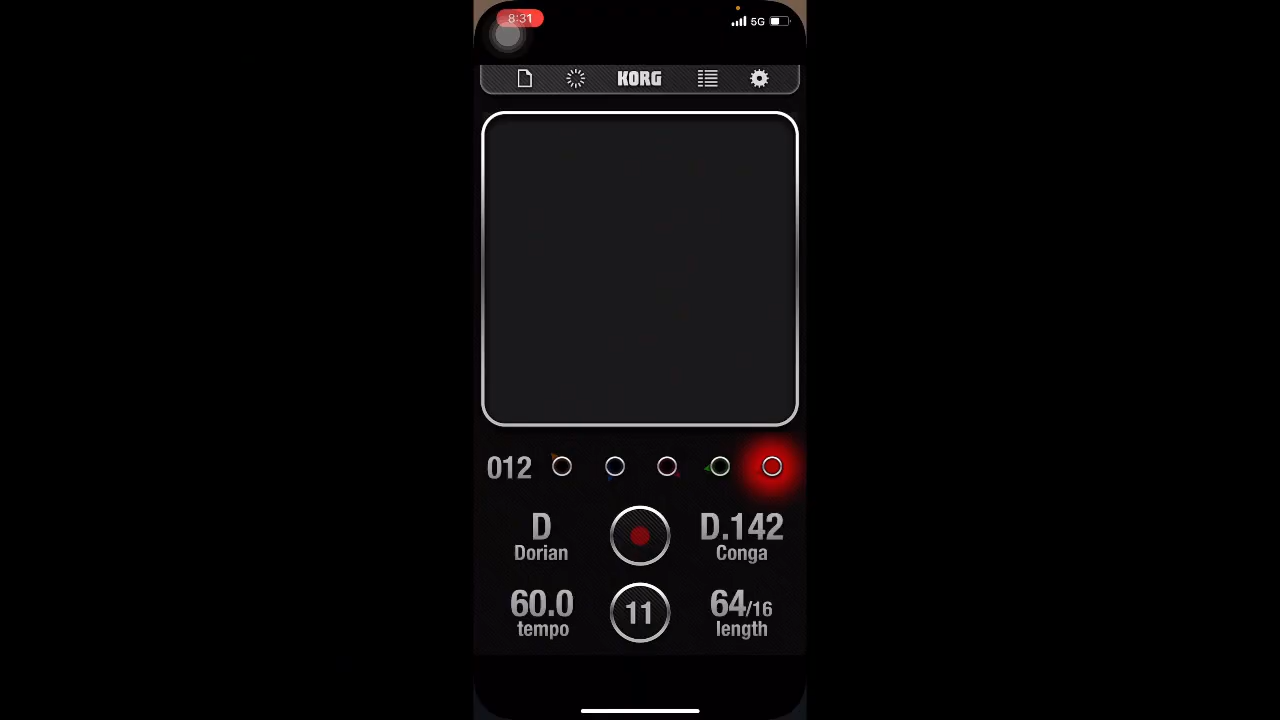 8:31
5G
KORG
012
D
Dorian
D.142
Conga
60.0
tempo
11
64/16
length